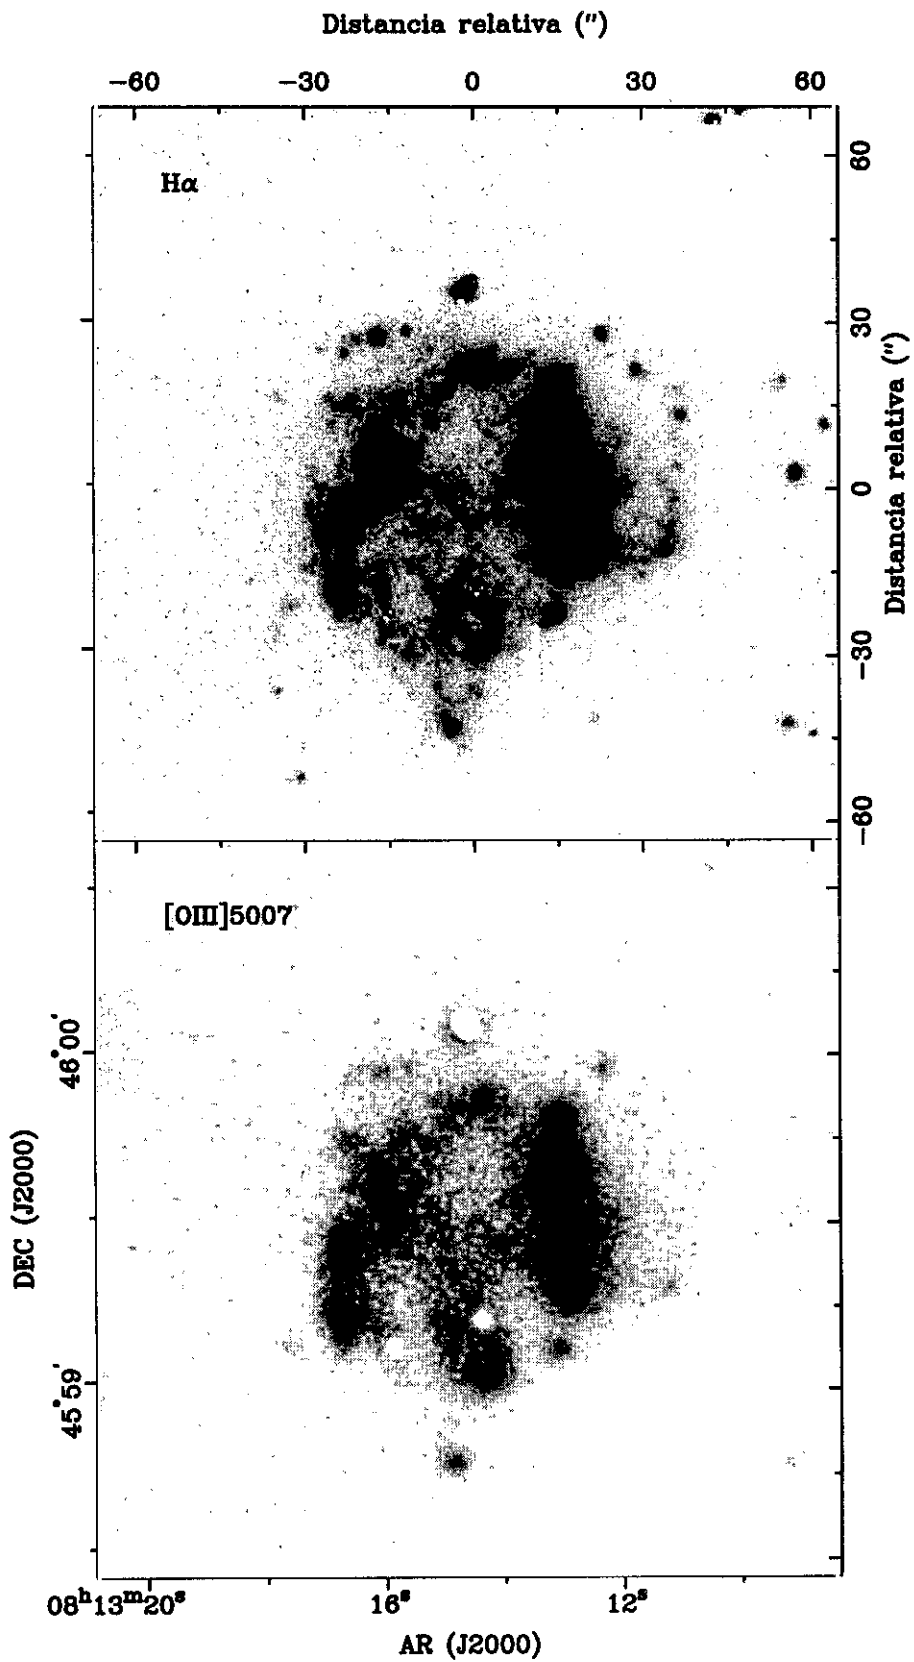 Distancia relativa (″)
−60 −30 0 30 60
Hα
60
30
0
−30
−60
Distancia relativa (″)
[OIII]5007
46°00′
45°59′
DEC (J2000)
08ʰ13ᵐ20ˢ 16ˢ 12ˢ
AR (J2000)